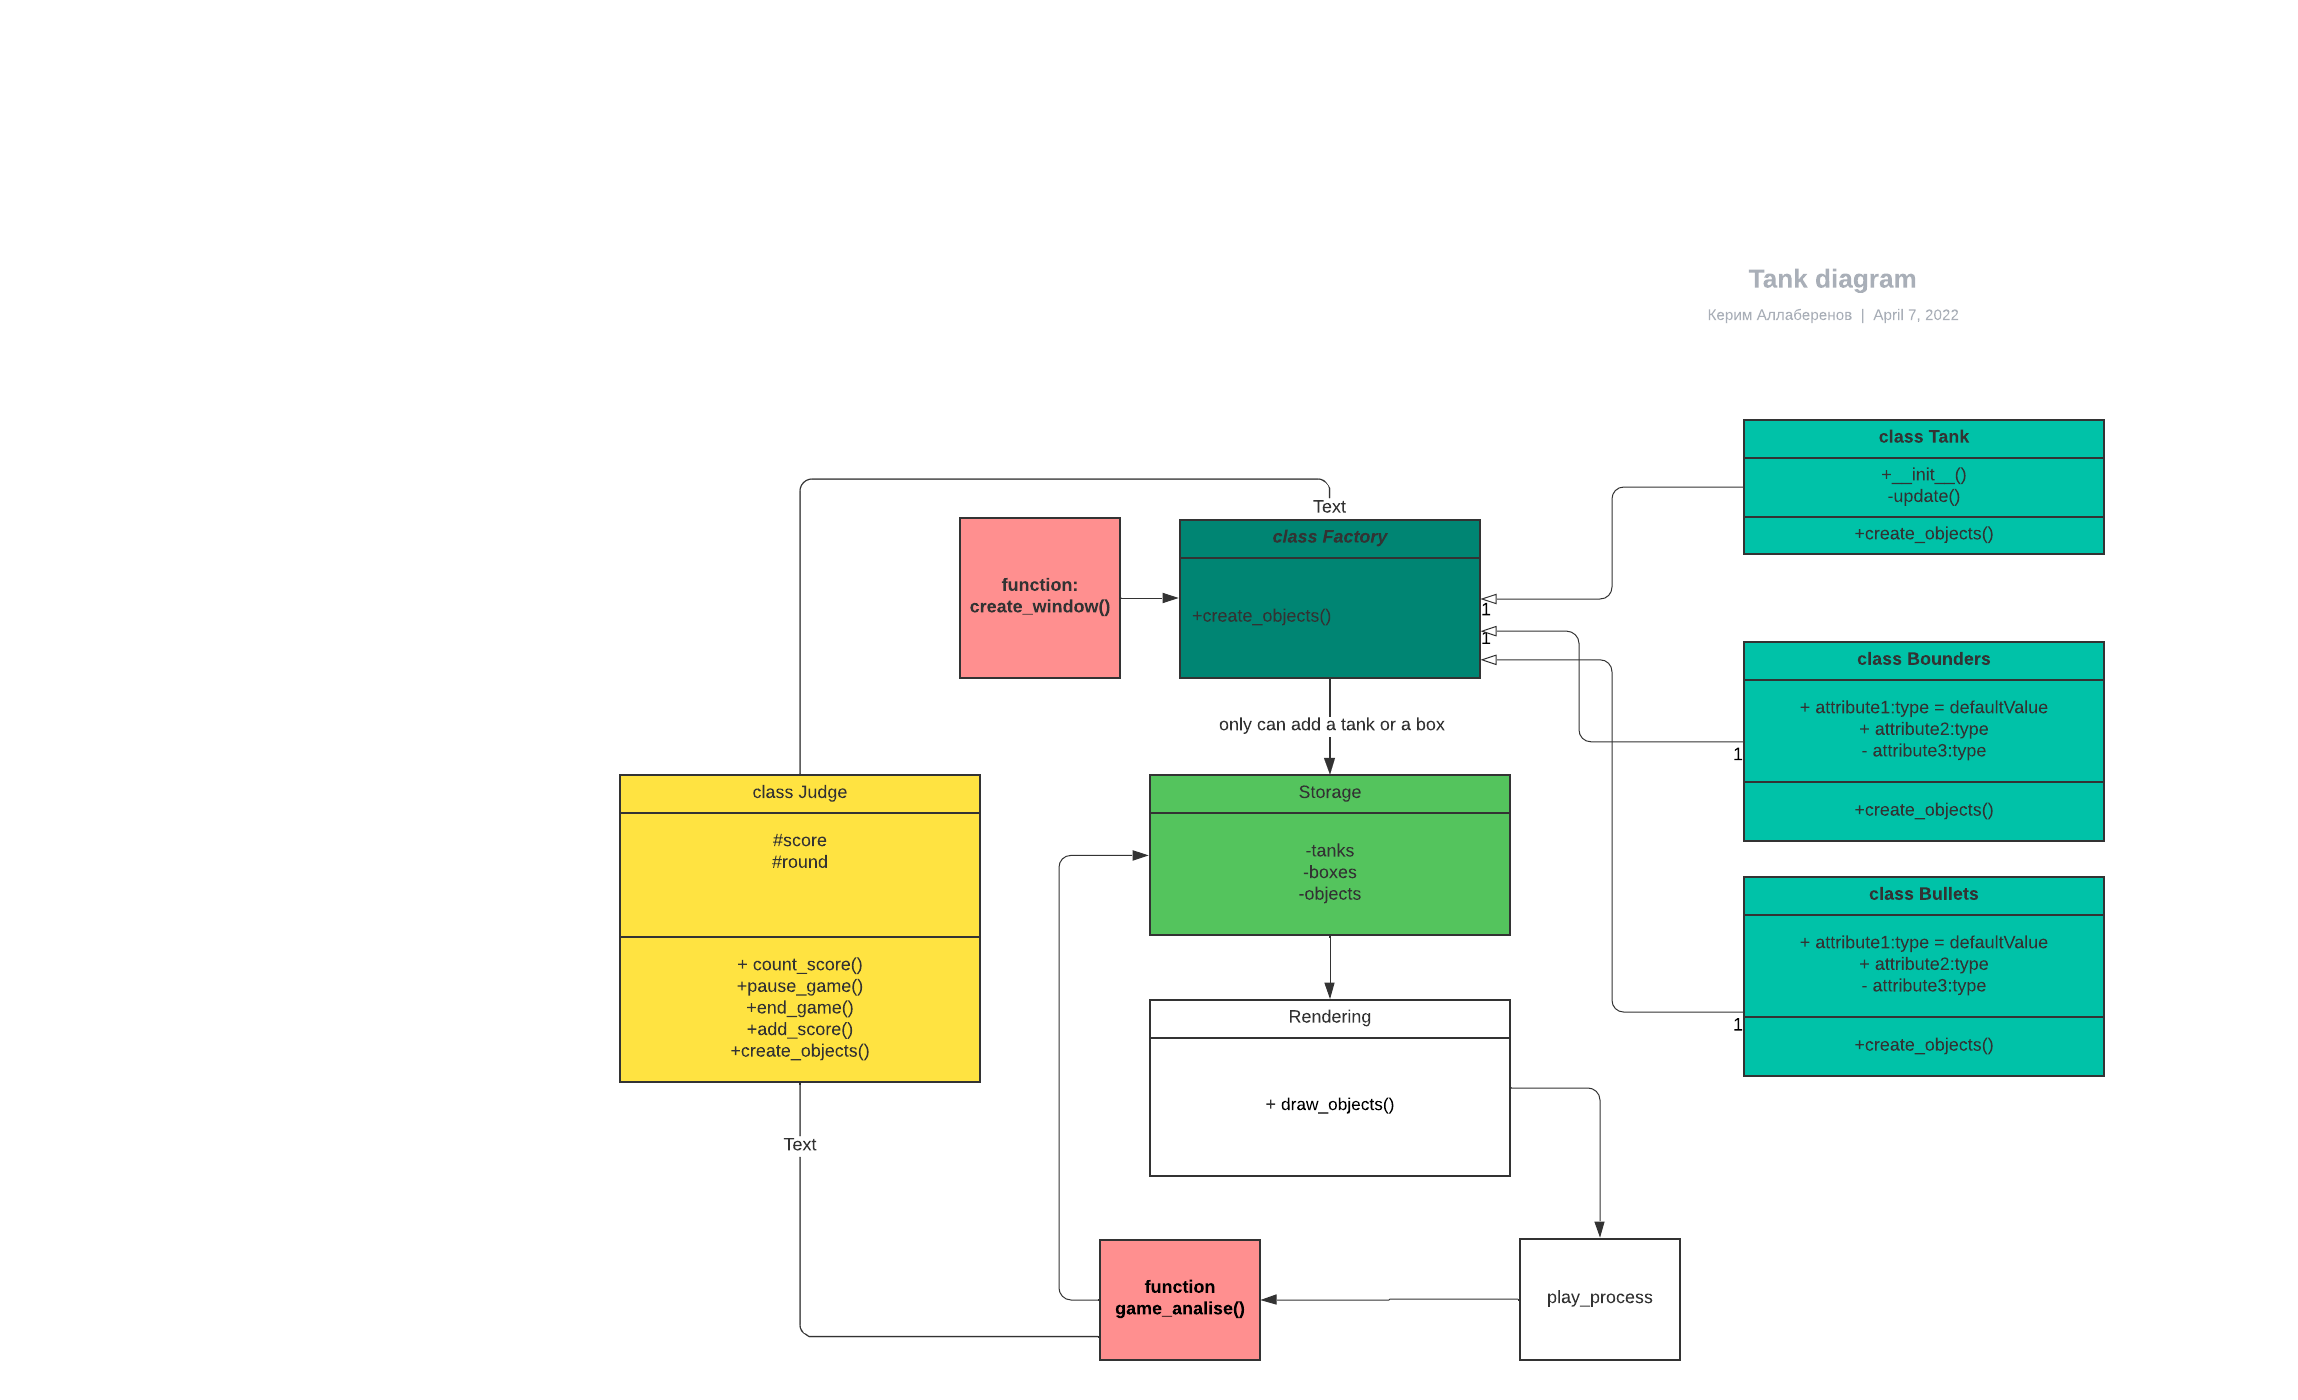 Tank diagram
Керим Аллаберенов | April 7, 2022
class Tank
+__init__()
-update()
+create_objects()
Text
function:
create_window()
class Factory
+create_objects()
1
1
class Bounders
+ attribute1:type = defaultValue
+ attribute2:type
- attribute3:type
+create_objects()
1
only can add a tank or a box
class Judge
#score
#round
+ count_score()
+pause_game()
+end_game()
+add_score()
+create_objects()
Storage
-tanks
-boxes
-objects
class Bullets
+ attribute1:type = defaultValue
+ attribute2:type
- attribute3:type
+create_objects()
1
Rendering
+ draw_objects()
Text
function
game_analise()
play_process